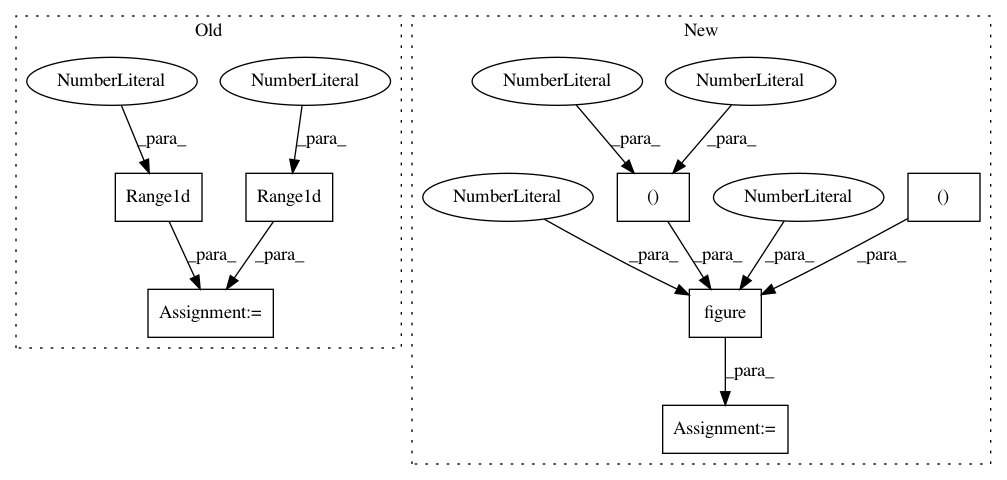 Old
New
NumberLiteral
NumberLiteral
NumberLiteral
NumberLiteral
_para_
_para_
_para_
_para_
Range1d
Range1d
NumberLiteral
()
NumberLiteral
()
_para_
_para_
_para_
_para_
_para_
_para_
Assignment:=
figure
_para_
Assignment:=